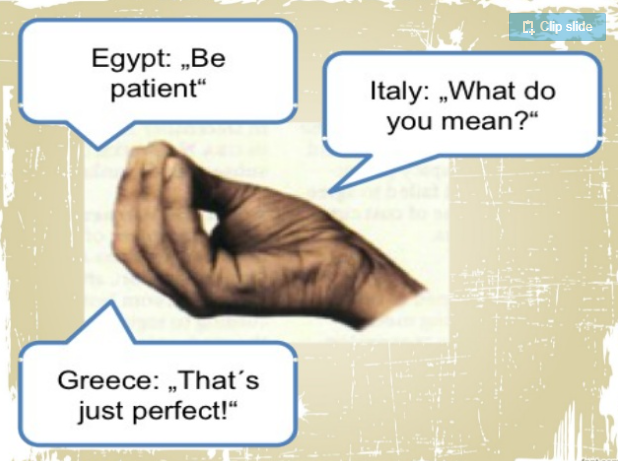 Clip slide
Egypt: „Be
patient“
Italy: „What do
you mean?“
Greece: „That´s
just perfect!“